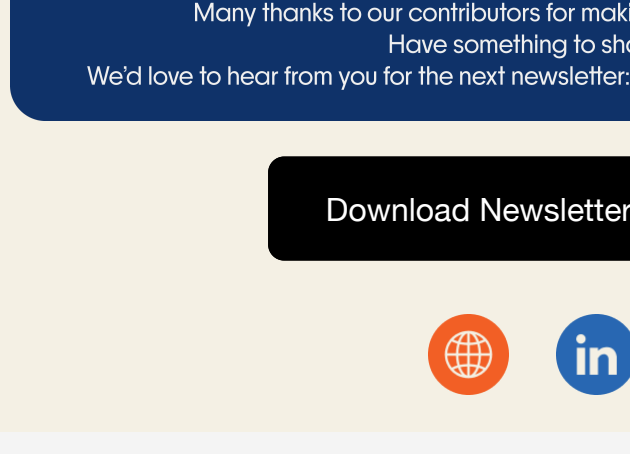 Many thanks to our contributors for
Have something to
We'd love to hear from you for the next newsletter:
Download Newsletter
in